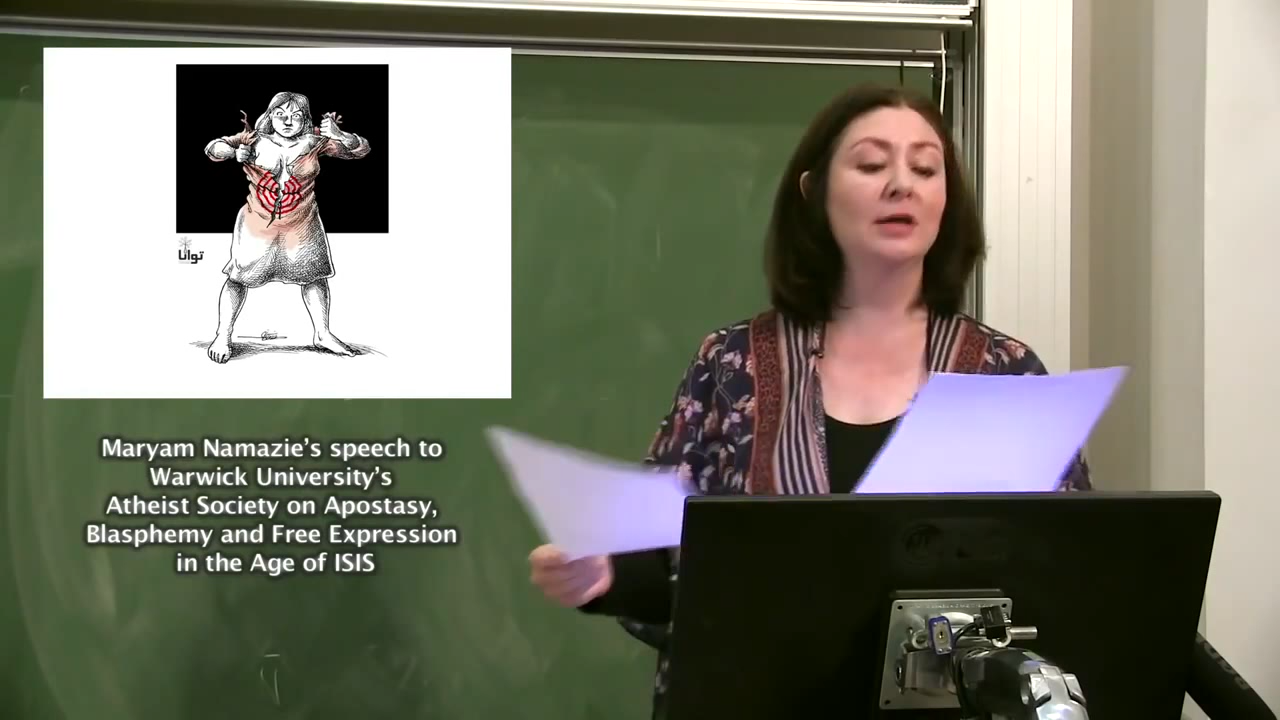 توانا
Maryam Namazie's speech to
Warwick University's
Atheist Society on Apostasy,
Blasphemy and Free Expression
in the Age of ISIS